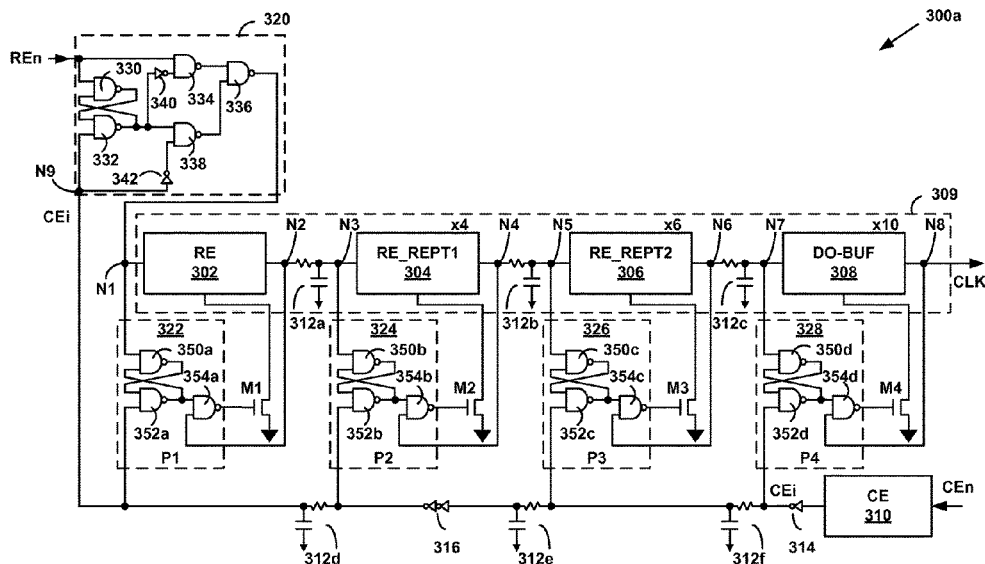 320
300a
REn
330
340
334
336
332
338
N9
342
CEi
309
N2
N3
x4
N4
N5
x6
N6
N7
x10
N8
RE
302
RE_REPT1
304
RE_REPT2
306
DO-BUF
308
N1
312a
312b
312c
CLK
322
350a
354a
M1
352a
P1
324
350b
354b
M2
352b
P2
326
350c
354c
M3
352c
P3
328
350d
354d
M4
352d
P4
CEi
CE
310
CEn
312d
316
312e
312f
314